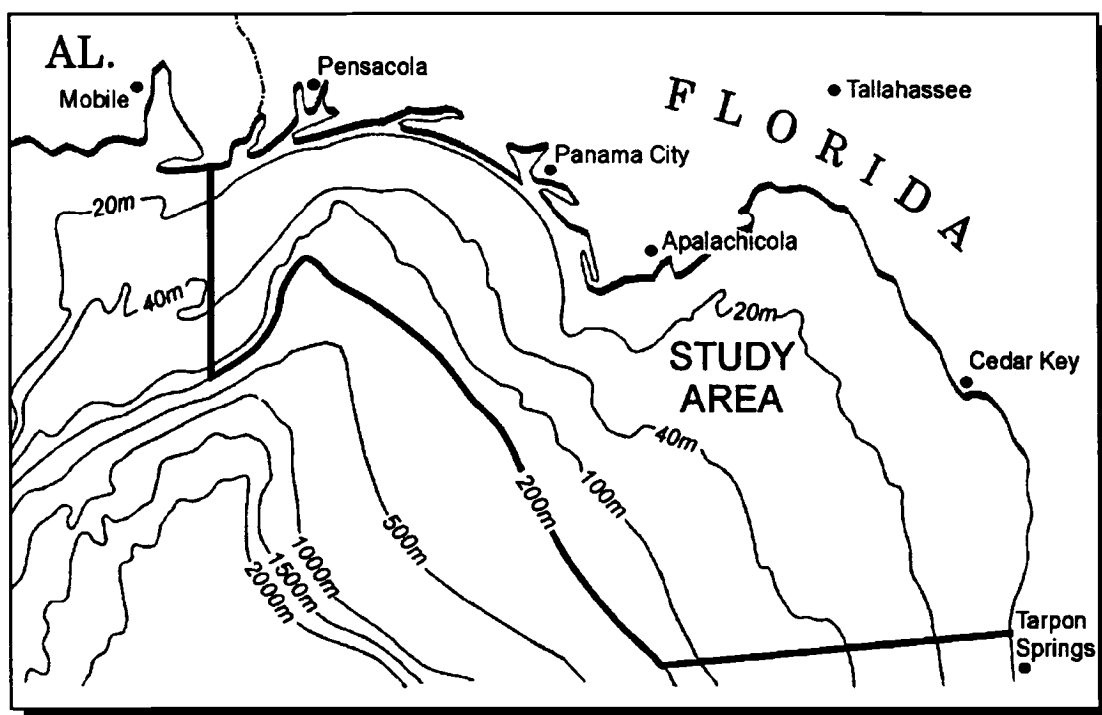 AL.
Mobile
Pensacola
Tallahassee
FLORIDA
Panama City
Apalachicola
20m
40m
20m
STUDY
AREA
Cedar Key
40m
100m
200m
500m
1000m
1500m
2000m
Tarpon
Springs